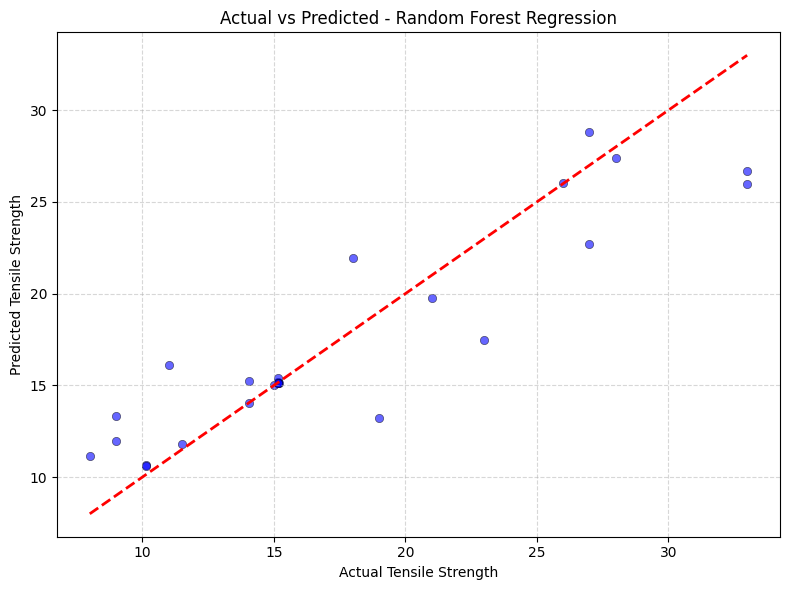 Actual vs Predicted - Random Forest Regression
30
25
20
15
10
Predicted Tensile Strength
10 15 20 25 30
Actual Tensile Strength